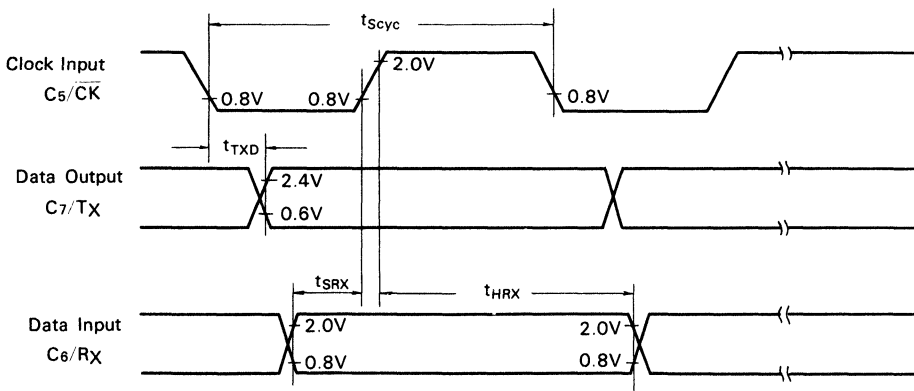 tScyc
Clock Input
C5/CK
0.8V
0.8V
2.0V
0.8V
tTXD
Data Output
C7/TX
2.4V
0.6V
tSRX
tHRX
Data Input
C6/RX
2.0V
0.8V
2.0V
0.8V